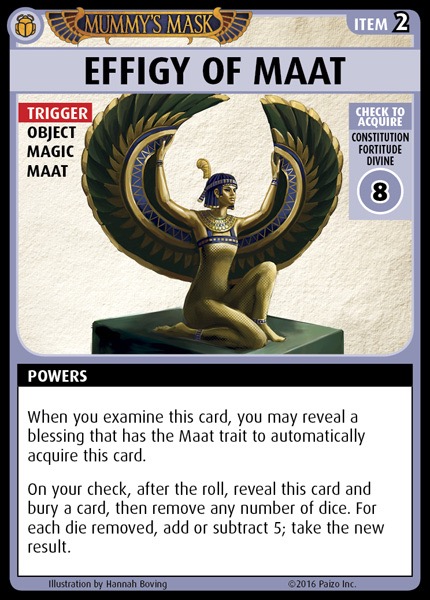 MUMMY'S MASK
ITEM 2
EFFIGY OF MAAT
TRIGGER
OBJECT
MAGIC
MAAT
CHECK TO
ACQUIRE
CONSTITUTION
FORTITUDE
DIVINE
8
POWERS
When you examine this card, you may reveal a
blessing that has the Maat trait to automatically
acquire this card.
On your check, after the roll, reveal this card and
bury a card, then remove any number of dice. For
each die removed, add or subtract 5; take the new
result.
Illustration by Hannah Boving
©2016 Paizo Inc.